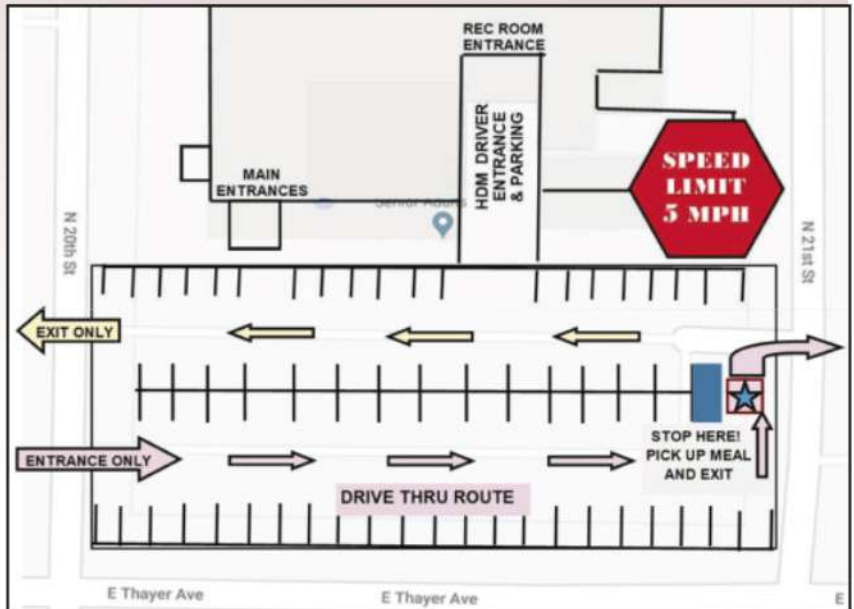 REC ROOM
ENTRANCE
HDM DRIVER
ENTRANCE
& PARKING
MAIN
ENTRANCES
SPEED
LIMIT
5 MPH
N 20th St
N 21st St
EXIT ONLY
ENTRANCE ONLY
STOP HERE!
PICK UP MEAL
AND EXIT
DRIVE THRU ROUTE
E Thayer Ave
E Thayer Ave
E